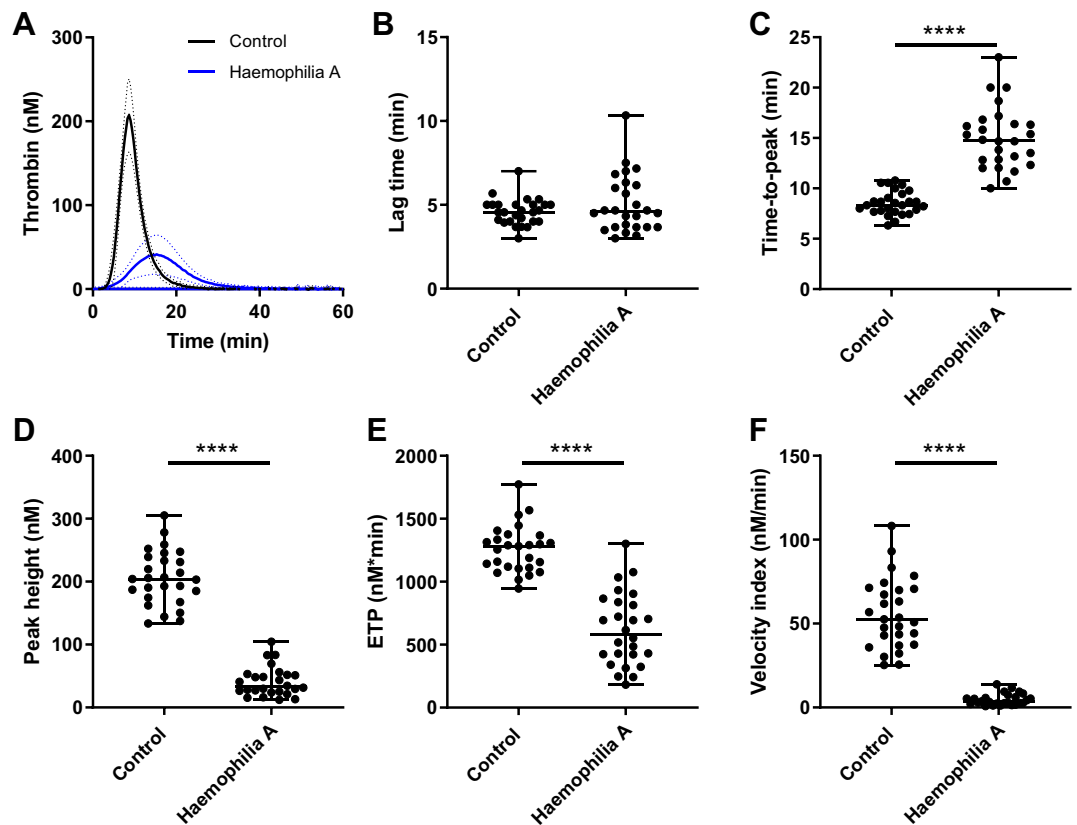 A
Thrombin (nM)
300
200
100
0
0 20 40 60
Time (min)
Control
Haemophilia A
B
Lag time (min)
15
10
5
0
Control
Haemophilia A
C
Time-to-peak (min)
25
20
15
10
5
0
****
Control
Haemophilia A
D
Peak height (nM)
400
300
200
100
0
****
Control
Haemophilia A
E
ETP (nM*min)
2000
1500
1000
500
0
****
Control
Haemophilia A
F
Velocity index (nM/min)
150
100
50
0
****
Control
Haemophilia A